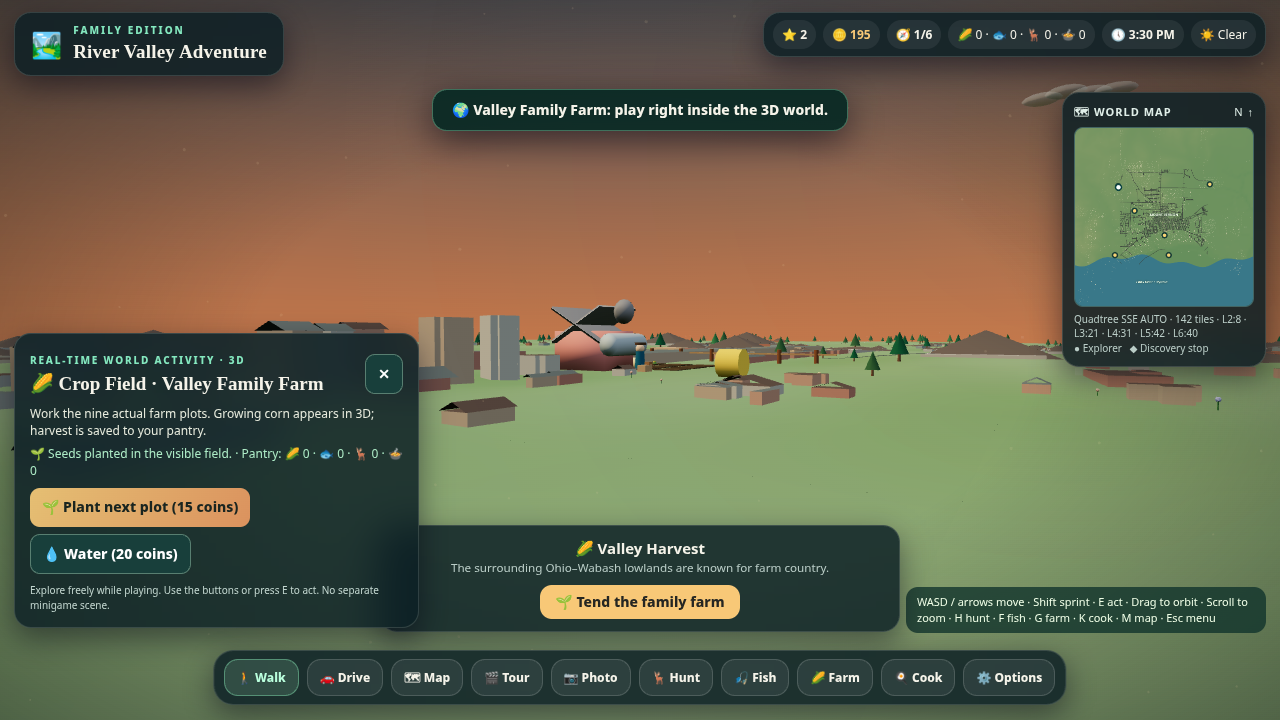 FAMILY EDITION
River Valley Adventure
⭐ 2
🪙 195
🧭 1/6
🌽 0 · 🐟 0 · 🦌 0 · 🍲 0
🕒 3:30 PM
☀️ Clear
🌍 Valley Family Farm: play right inside the 3D world.
🗺 WORLD MAP
N ↑
Quadtree SSE AUTO · 142 tiles · L2:8 ·
L3:21 · L4:31 · L5:42 · L6:40
● Explorer ◆ Discovery stop
REAL-TIME WORLD ACTIVITY · 3D
🌽 Crop Field · Valley Family Farm
×
Work the nine actual farm plots. Growing corn appears in 3D;
harvest is saved to your pantry.
🌱 Seeds planted in the visible field. · Pantry: 🌽 0 · 🐟 0 · 🦌 0 · 🍲
0
🌱 Plant next plot (15 coins)
💧 Water (20 coins)
Explore freely while playing. Use the buttons or press E to act. No separate
minigame scene.
🌽 Valley Harvest
The surrounding Ohio–Wabash lowlands are known for farm country.
🌱 Tend the family farm
WASD / arrows move · Shift sprint · E act · Drag to orbit · Scroll to
zoom · H hunt · F fish · G farm · K cook · M map · Esc menu
🚶 Walk
🚗 Drive
🗺 Map
🎬 Tour
📷 Photo
🦌 Hunt
🎣 Fish
🌽 Farm
🍳 Cook
⚙️ Options